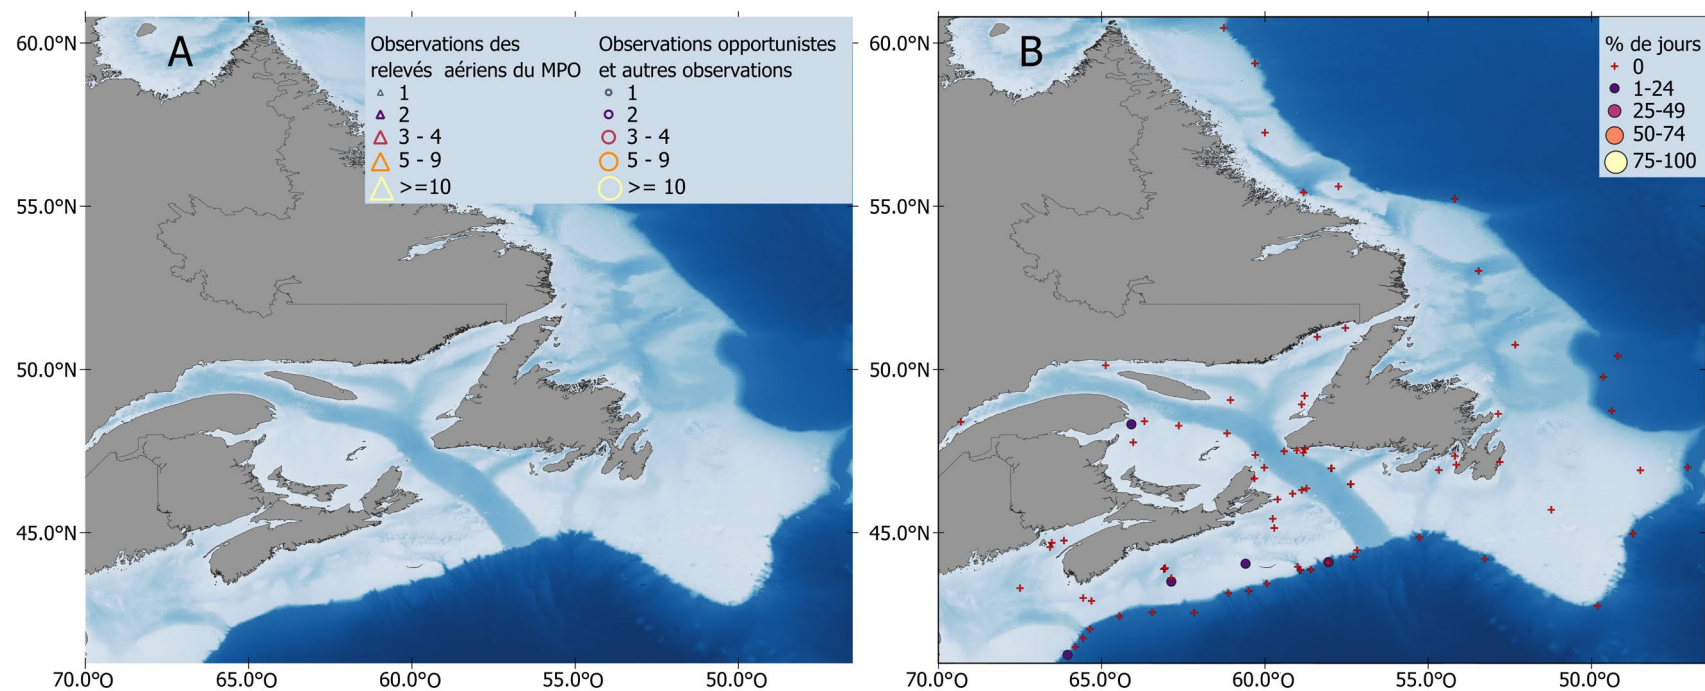 A
Observations des
relevés aériens du MPO
1
2
3 - 4
5 - 9
>=10
Observations opportunistes
et autres observations
1
2
3 - 4
5 - 9
>= 10
60.0°N
55.0°N
50.0°N
45.0°N
70.0°O
65.0°O
60.0°O
55.0°O
50.0°O
B
% de jours
0
1-24
25-49
50-74
75-100
60.0°N
55.0°N
50.0°N
45.0°N
70.0°O
65.0°O
60.0°O
55.0°O
50.0°O